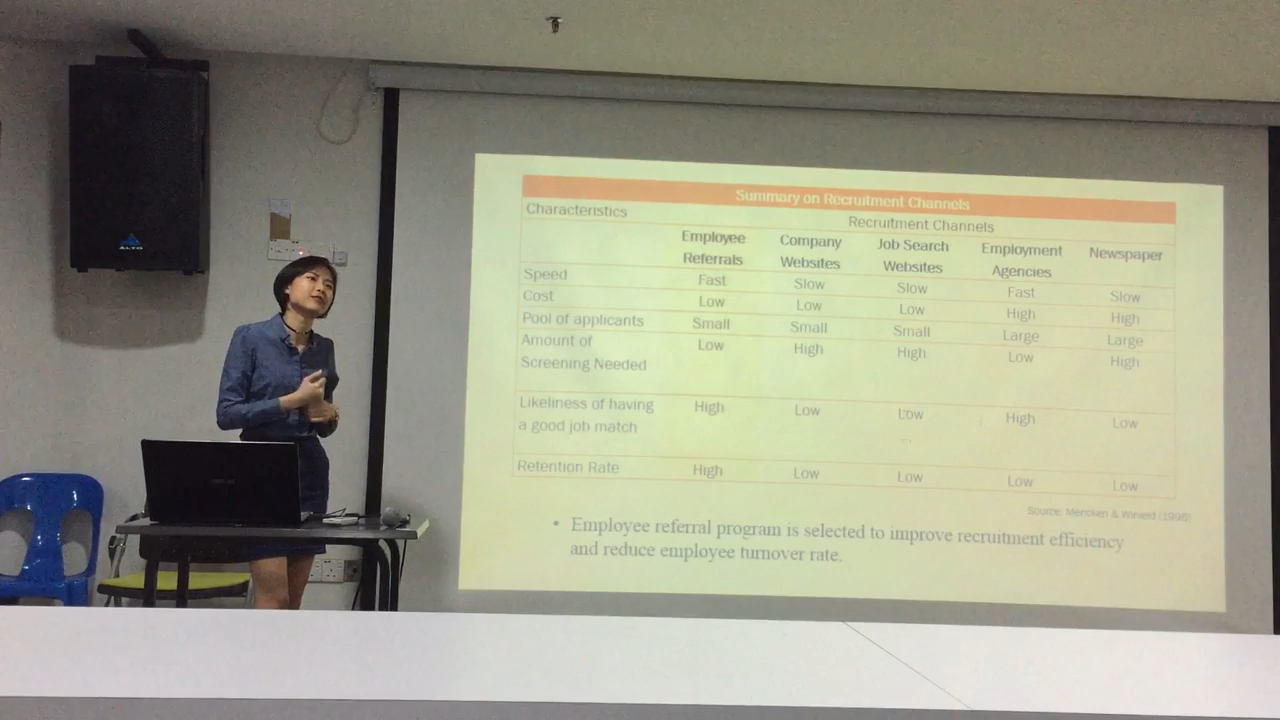 ALTO
Summary on Recruitment Channels
Characteristics
Recruitment Channels
Employee Referrals Company Websites Job Search Websites Employment Agencies Newspaper
Speed Fast Slow Slow Fast Slow
Cost Low Low Low High High
Pool of applicants Small Small Small Large Large
Amount of Screening Needed Low High High Low High
Likeliness of having a good job match High Low Low High Low
Retention Rate High Low Low Low Low
Source: Mencken & Winfield (1998)
• Employee referral program is selected to improve recruitment efficiency
and reduce employee turnover rate.